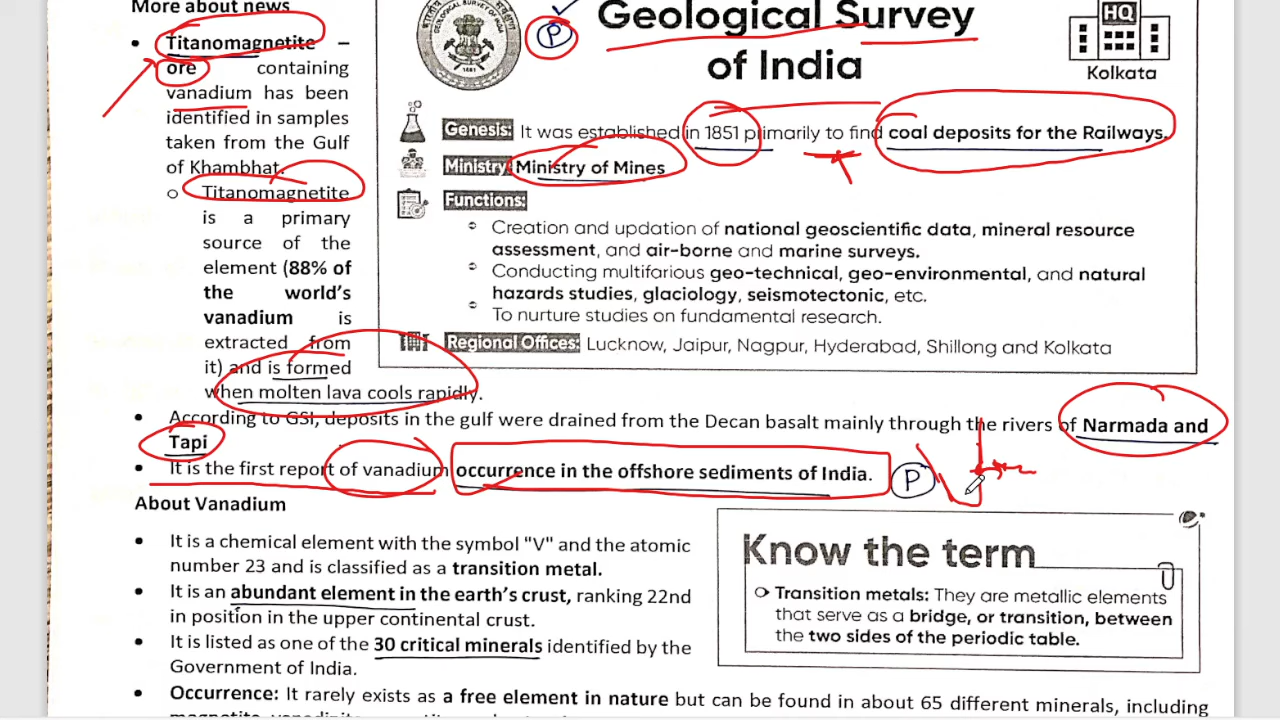 More about news
• Titanomagnetite –
ore containing
vanadium has been
identified in samples
taken from the Gulf
of Khambhat.
o Titanomagnetite
is a primary
source of the
element (88% of
the world's
vanadium is
extracted from
it) and is formed
when molten lava cools rapidly.
P
Geological Survey
of India
HQ
Kolkata
Genesis: It was established in 1851 primarily to find coal deposits for the Railways.
Ministry: Ministry of Mines
Functions:
Creation and updation of national geoscientific data, mineral resource
assessment, and air-borne and marine surveys.
Conducting multifarious geo-technical, geo-environmental, and natural
hazards studies, glaciology, seismotectonic, etc.
To nurture studies on fundamental research.
Regional Offices: Lucknow, Jaipur, Nagpur, Hyderabad, Shillong and Kolkata
• According to GSI, deposits in the gulf were drained from the Decan basalt mainly through the rivers of Narmada and
Tapi
• It is the first report of vanadium occurrence in the offshore sediments of India. P
About Vanadium
• It is a chemical element with the symbol "V" and the atomic
number 23 and is classified as a transition metal.
• It is an abundant element in the earth's crust, ranking 22nd
in position in the upper continental crust.
• It is listed as one of the 30 critical minerals identified by the
Government of India.
Know the term
Transition metals: They are metallic elements
that serve as a bridge, or transition, between
the two sides of the periodic table.
• Occurrence: It rarely exists as a free element in nature but can be found in about 65 different minerals, including